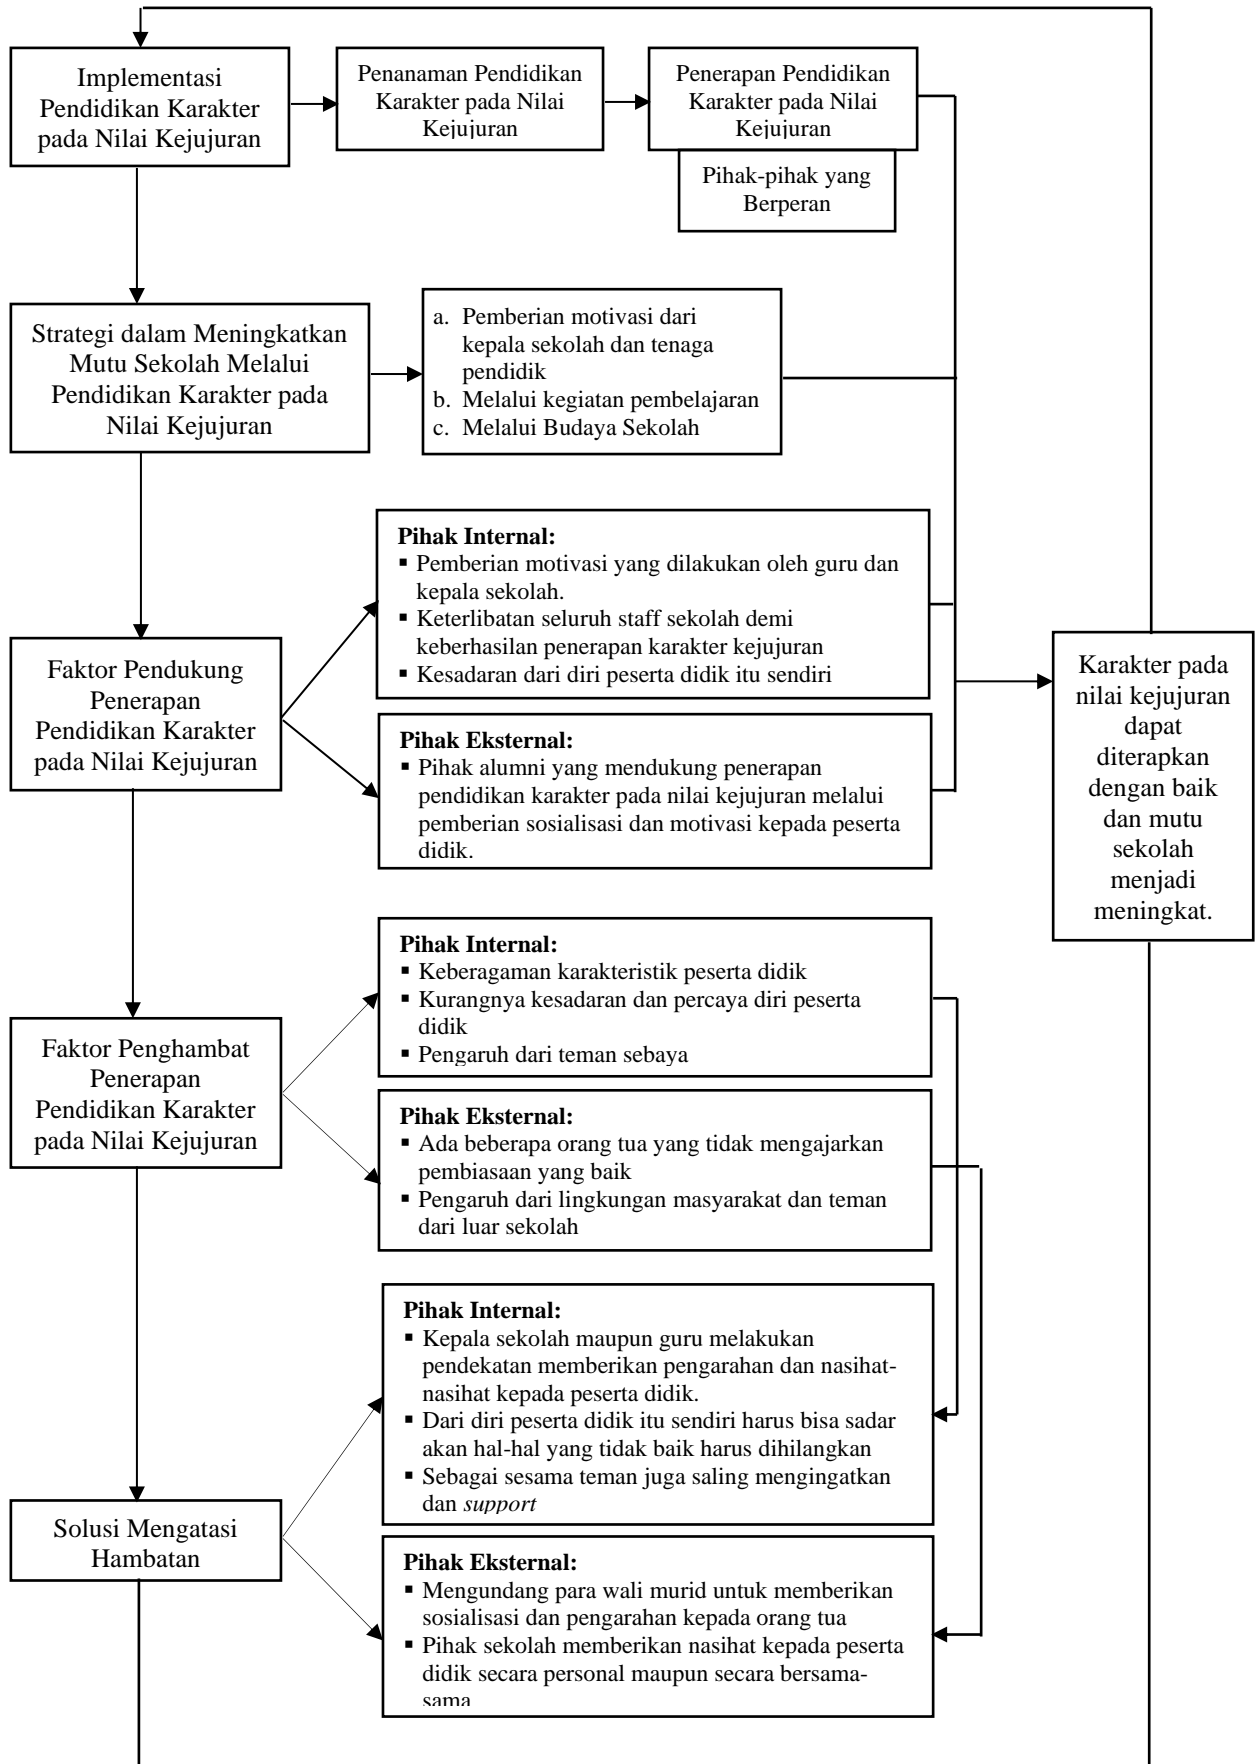 Implementasi
Pendidikan Karakter
pada Nilai Kejujuran
Penanaman Pendidikan
Karakter pada Nilai
Kejujuran
Penerapan Pendidikan
Karakter pada Nilai
Kejujuran
Pihak-pihak yang
Berperan
Strategi dalam Meningkatkan
Mutu Sekolah Melalui
Pendidikan Karakter pada
Nilai Kejujuran
a. Pemberian motivasi dari
kepala sekolah dan tenaga
pendidik
b. Melalui kegiatan pembelajaran
c. Melalui Budaya Sekolah
Faktor Pendukung
Penerapan
Pendidikan Karakter
pada Nilai Kejujuran
Pihak Internal:
▪ Pemberian motivasi yang dilakukan oleh guru dan
kepala sekolah.
▪ Keterlibatan seluruh staff sekolah demi
keberhasilan penerapan karakter kejujuran
▪ Kesadaran dari diri peserta didik itu sendiri
Pihak Eksternal:
▪ Pihak alumni yang mendukung penerapan
pendidikan karakter pada nilai kejujuran melalui
pemberian sosialisasi dan motivasi kepada peserta
didik.
Karakter pada
nilai kejujuran
dapat
diterapkan
dengan baik
dan mutu
sekolah
menjadi
meningkat.
Faktor Penghambat
Penerapan
Pendidikan Karakter
pada Nilai Kejujuran
Pihak Internal:
▪ Keberagaman karakteristik peserta didik
▪ Kurangnya kesadaran dan percaya diri peserta
didik
▪ Pengaruh dari teman sebaya
Pihak Eksternal:
▪ Ada beberapa orang tua yang tidak mengajarkan
pembiasaan yang baik
▪ Pengaruh dari lingkungan masyarakat dan teman
dari luar sekolah
Solusi Mengatasi
Hambatan
Pihak Internal:
▪ Kepala sekolah maupun guru melakukan
pendekatan memberikan pengarahan dan nasihat-
nasihat kepada peserta didik.
▪ Dari diri peserta didik itu sendiri harus bisa sadar
akan hal-hal yang tidak baik harus dihilangkan
▪ Sebagai sesama teman juga saling mengingatkan
dan support
Pihak Eksternal:
▪ Mengundang para wali murid untuk memberikan
sosialisasi dan pengarahan kepada orang tua
▪ Pihak sekolah memberikan nasihat kepada peserta
didik secara personal maupun secara bersama-
sama